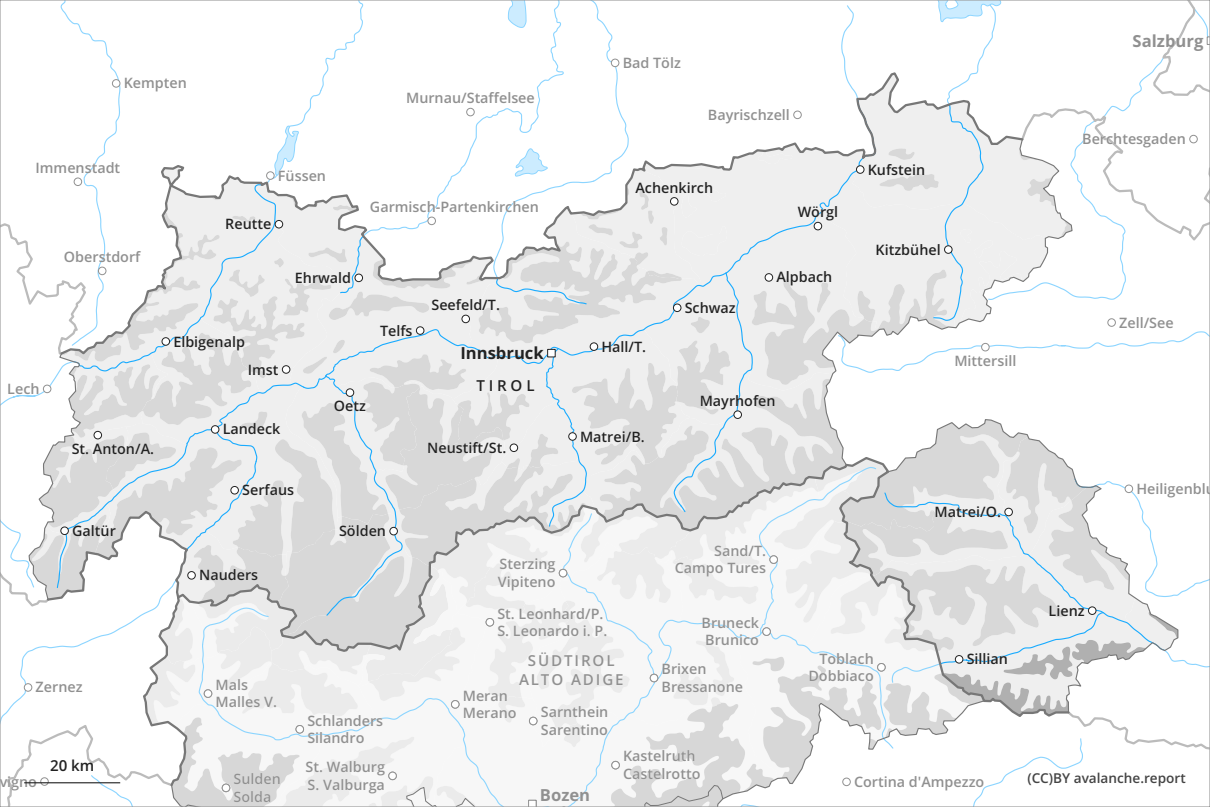 Salzburg
Bad Tölz
Kempten
Murnau/Staffelsee
Bayrischzell
Berchtesgaden
Immenstadt
Füssen
Kufstein
Achenkirch
Garmisch-Partenkirchen
Wörgl
Reutte
Kitzbühel
Oberstdorf
Ehrwald
Alpbach
Seefeld/T.
Schwaz
Zell/See
Telfs
Elbigenalp
Innsbruck
Hall/T.
Mittersill
Imst
TIROL
Lech
Oetz
Mayrhofen
Landeck
Matrei/B.
St. Anton/A.
Neustift/St.
Serfaus
Heiligenblu
Matrei/O.
Galtür
Sölden
Sand/T.
Campo Tures
Sterzing
Vipiteno
Nauders
Lienz
St. Leonhard/P.
S. Leonardo i. P.
Bruneck
Brunico
SÜDTIROL
ALTO ADIGE
Sillian
Toblach
Dobbiaco
Brixen
Bressanone
Zernez
Mals
Malles V.
Meran
Merano
Sarnthein
Sarentino
Schlanders
Silandro
Kastelruth
Castelrotto
St. Walburg
S. Valburga
20 km
vigno
Sulden
Solda
Cortina d'Ampezzo
(CC)BY avalanche.report
Bozen